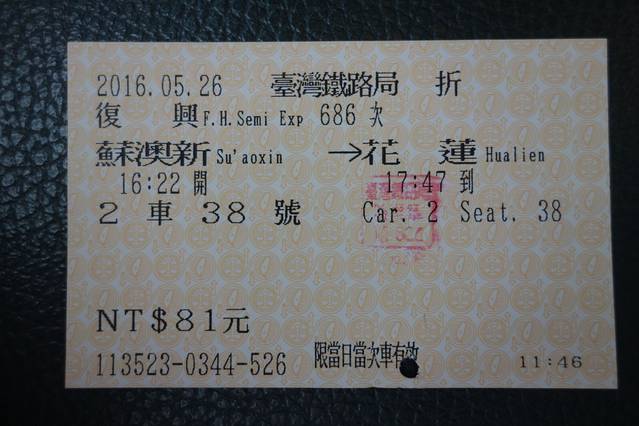 2016.05.26 臺灣鐵路局 折
復 興 F.H.Semi Exp 686 次
蘇澳新 Su'aoxin →花 蓮 Hualien
16:22 開 17:47 到
2 車 38 號 Car. 2 Seat. 38
NT$81元
113523-0344-526 限當日當次車有效 11:46